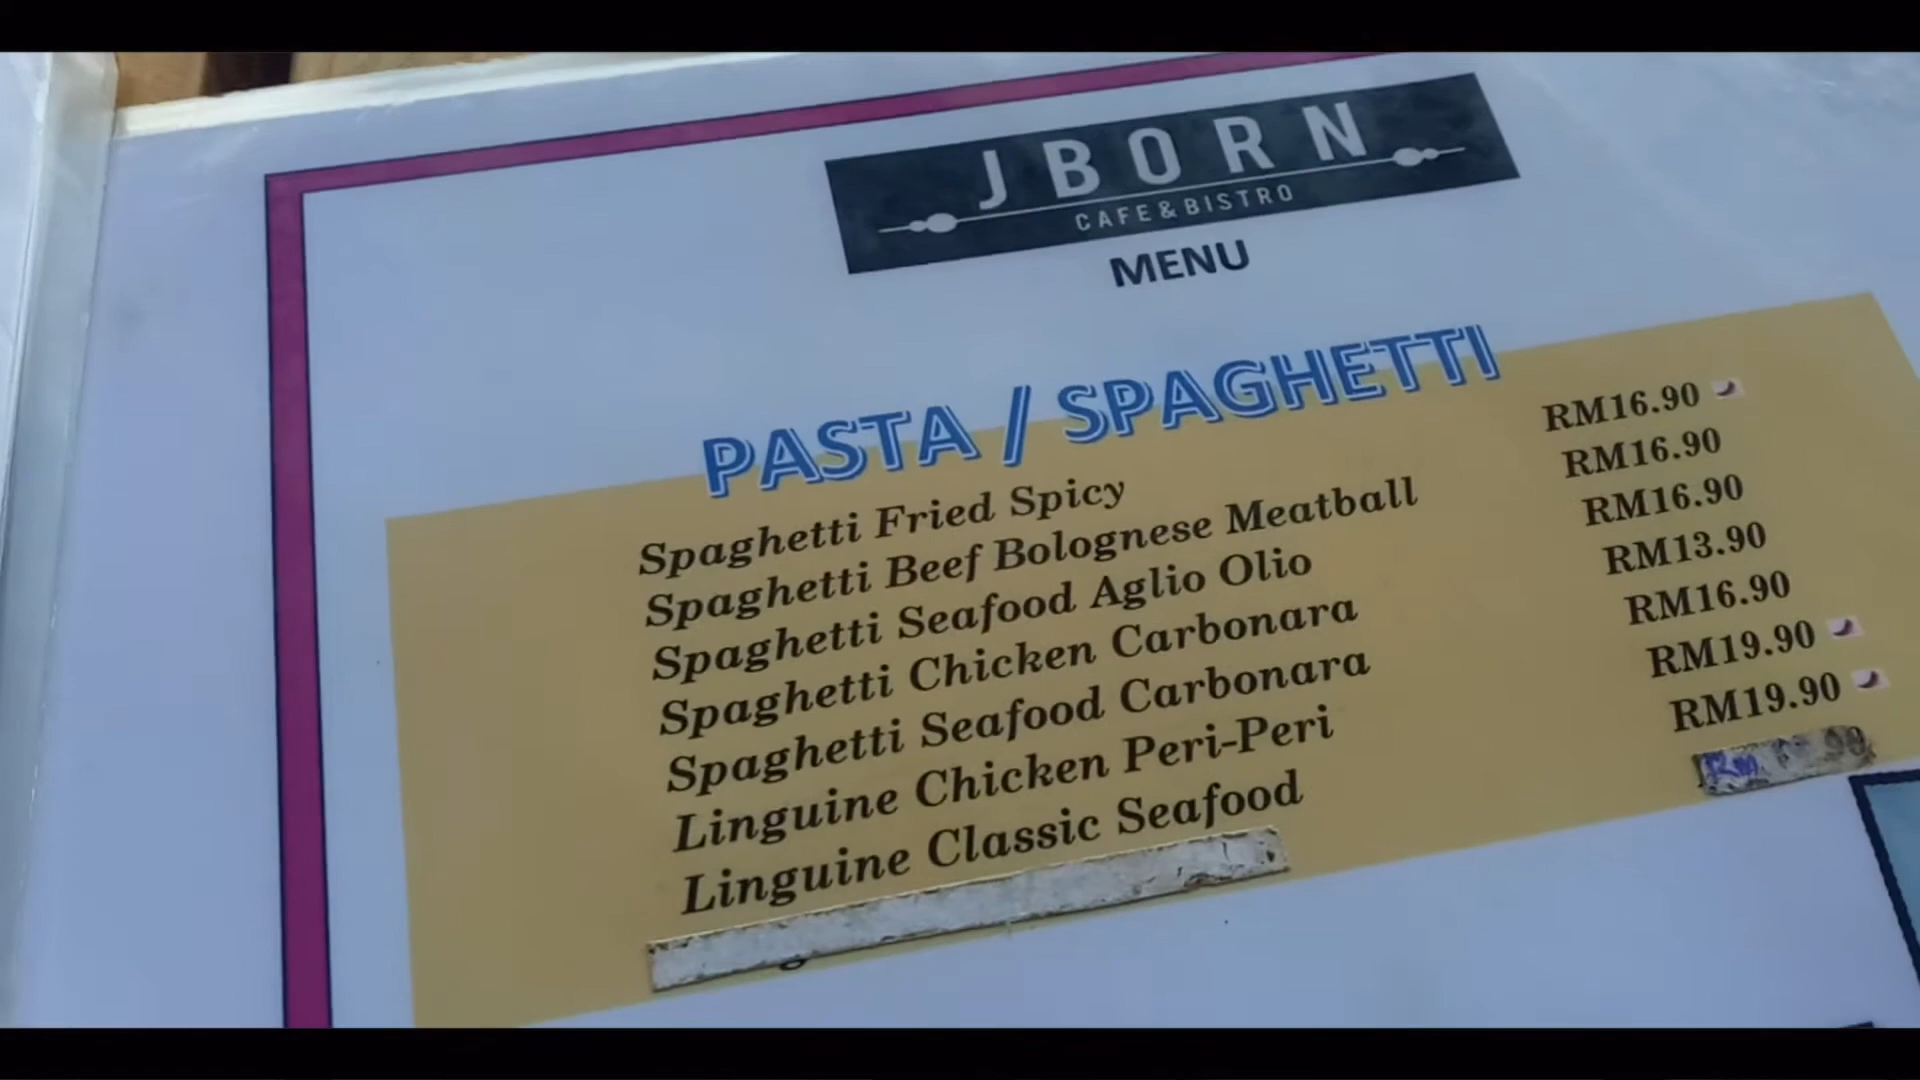 JBORN
CAFE & BISTRO
MENU
PASTA / SPAGHETTI
Spaghetti Fried Spicy RM16.90
Spaghetti Beef Bolognese Meatball RM16.90
Spaghetti Seafood Aglio Olio RM16.90
Spaghetti Chicken Carbonara RM13.90
Spaghetti Seafood Carbonara RM16.90
Linguine Chicken Peri-Peri RM19.90
Linguine Classic Seafood RM19.90